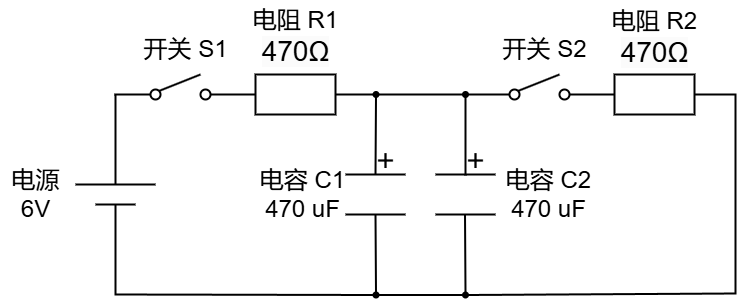 电阻 R1
470Ω
开关 S1
电阻 R2
470Ω
开关 S2
电源
6V
+
电容 C1
470 uF
+
电容 C2
470 uF